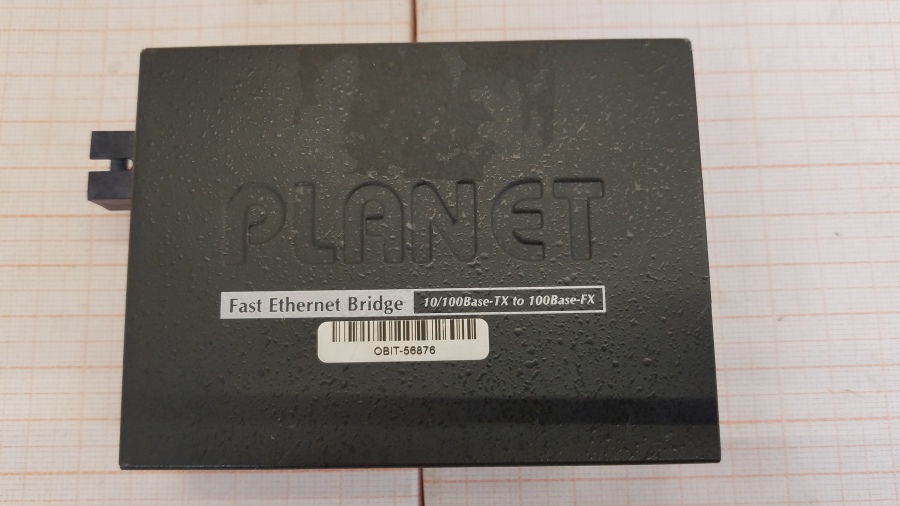 PLANET
Fast Ethernet Bridge 10/100Base-TX to 100Base-FX
OBIT-56876